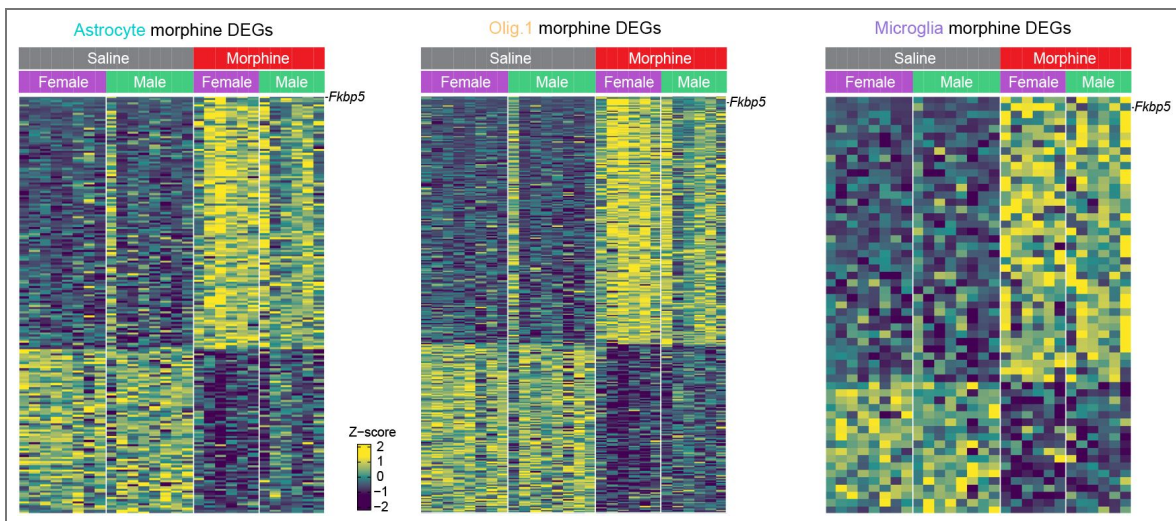 Astrocyte morphine DEGs
Saline Morphine
Female Male Female Male
-Fkbp5
Z-score
2
1
0
-1
-2
Olig.1 morphine DEGs
Saline Morphine
Female Male Female Male
-Fkbp5
Microglia morphine DEGs
Saline Morphine
Female Male Female Male
-Fkbp5